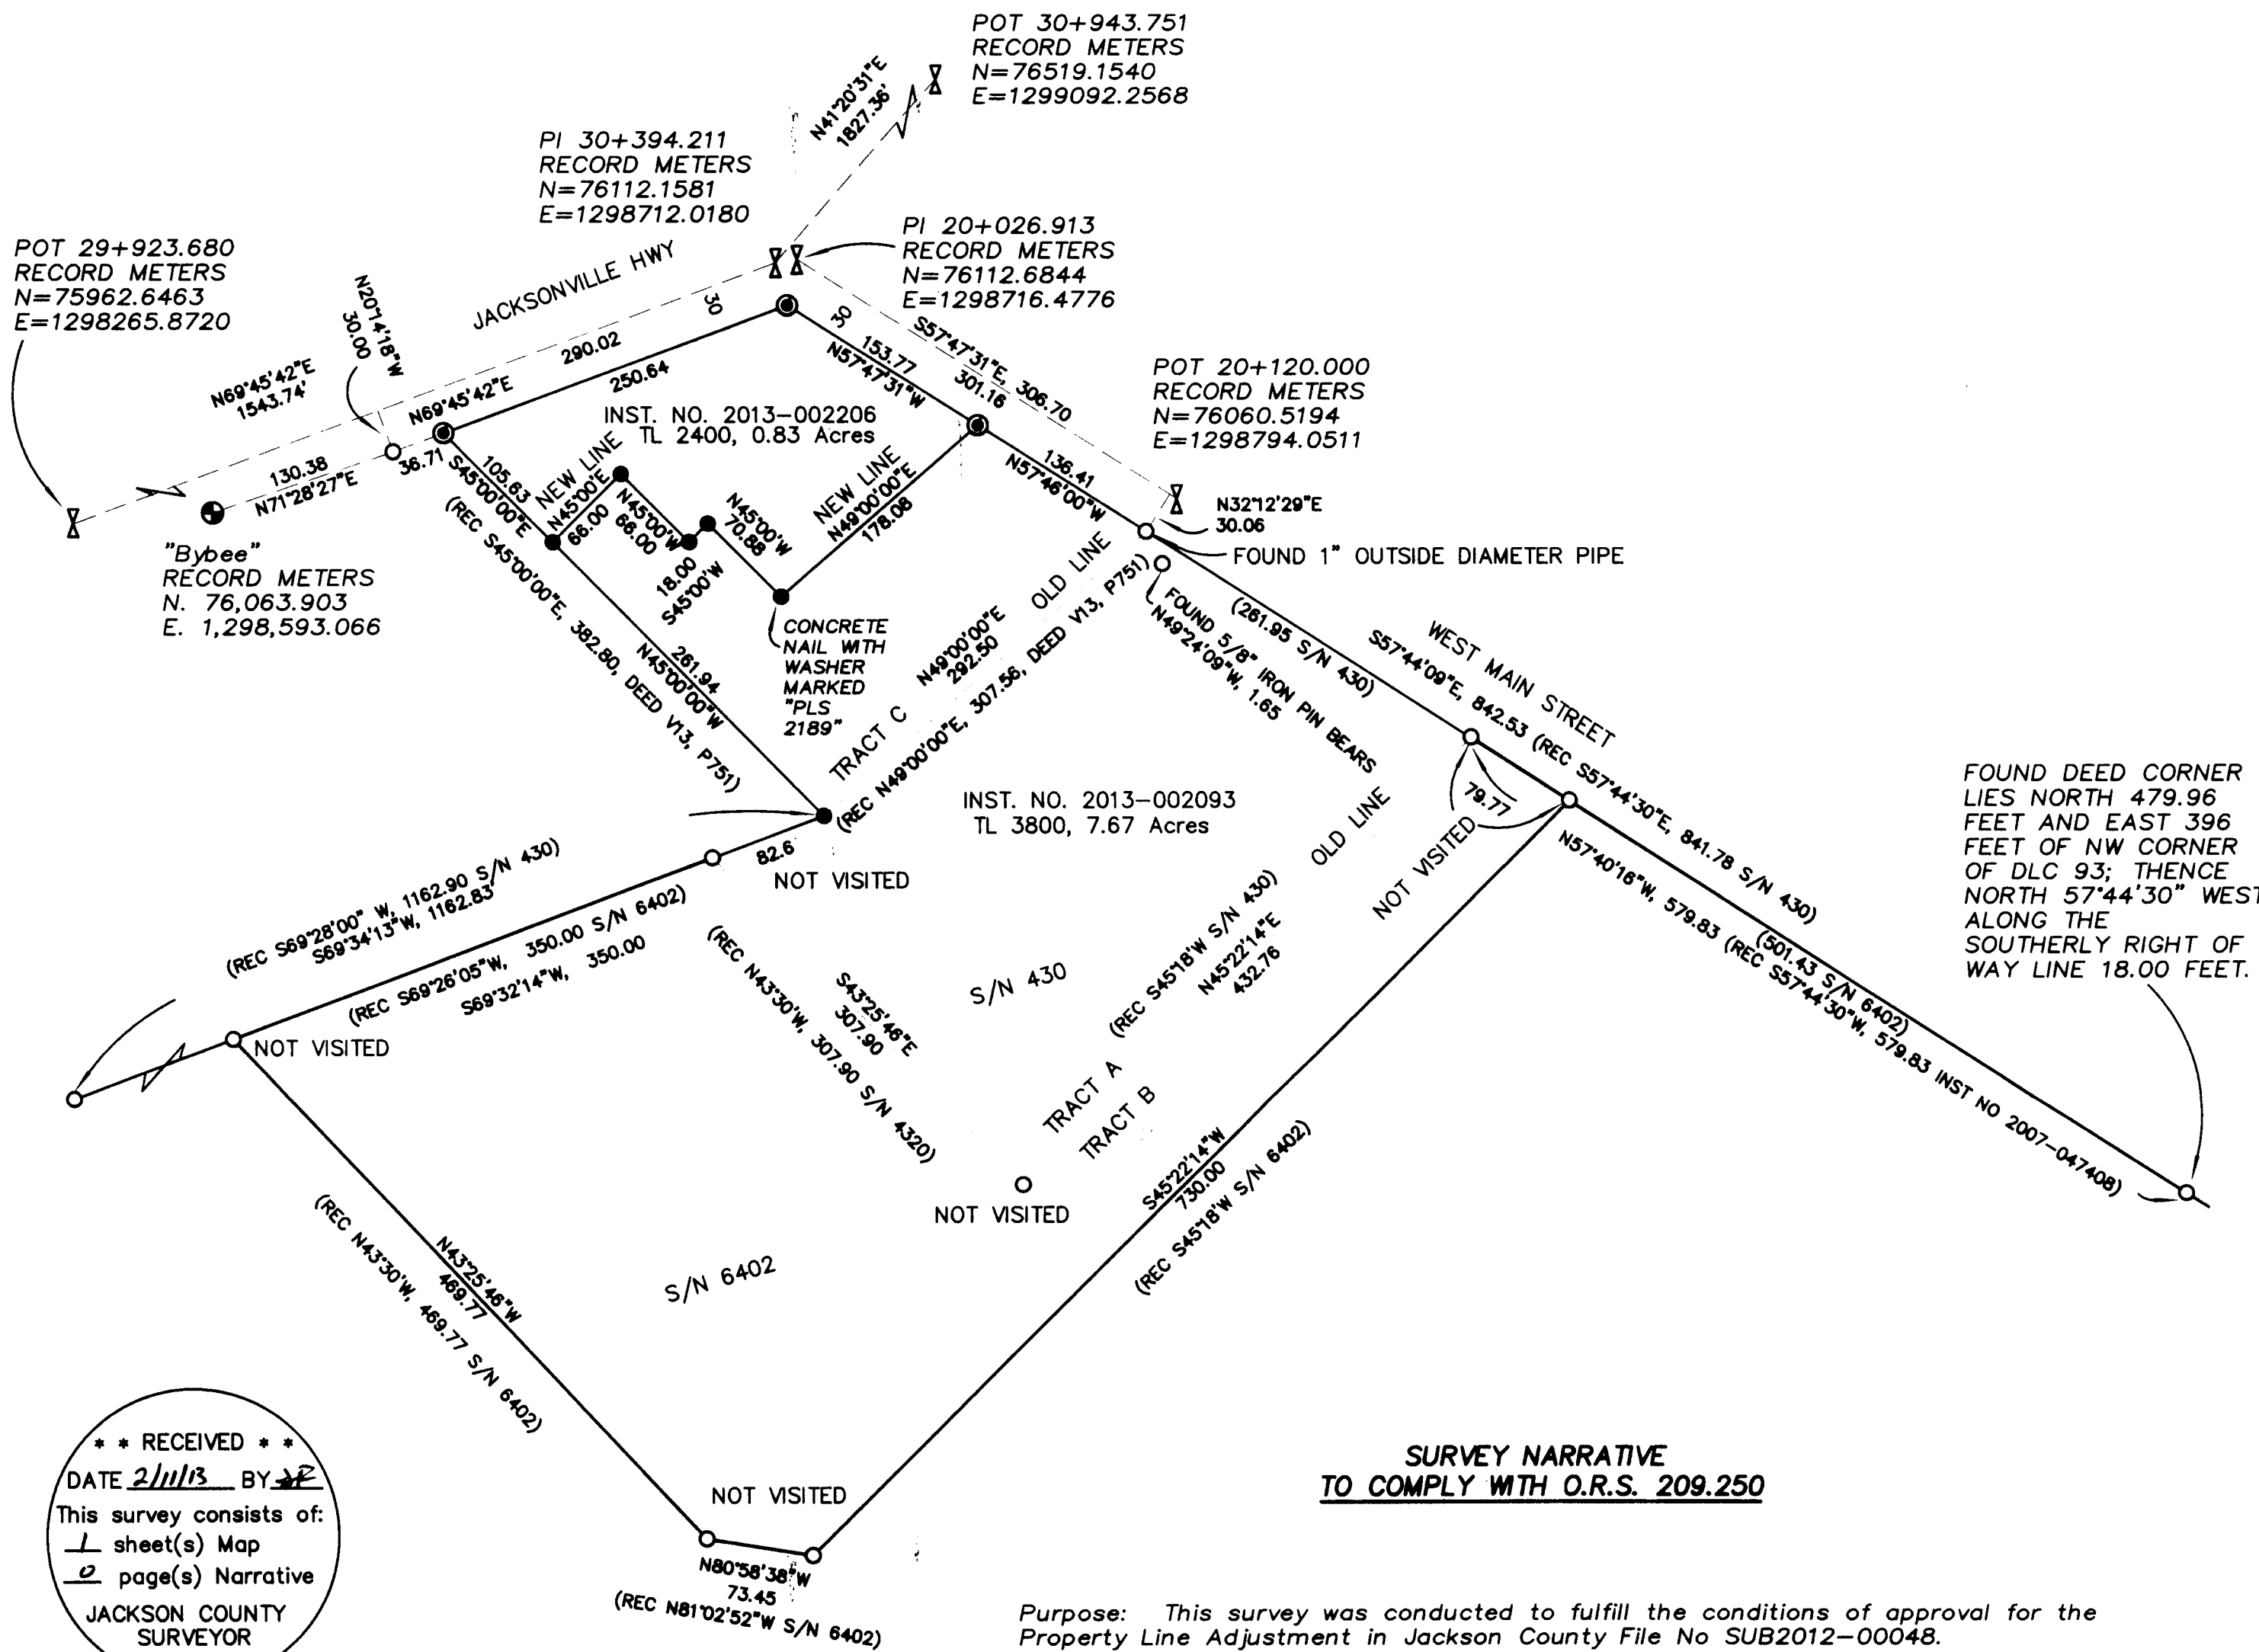 POT 30+943.751
RECORD METERS
N=76519.1540
E=1299092.2568
N41°20'31"E
1827.36'
PI 30+394.211
RECORD METERS
N=76112.1581
E=1298712.0180
PI 20+026.913
RECORD METERS
N=76112.6844
E=1298716.4776
POT 29+923.680
RECORD METERS
N=75962.6463
E=1298265.8720
JACKSONVILLE HWY
N20°14'18"W
30.00
30
30
290.02
250.64
N69°45'42"E
N69°45'42"E
1543.74'
153.77
N57°47'31"W
301.16
S57°47'31"E, 306.70
POT 20+120.000
RECORD METERS
N=76060.5194
E=1298794.0511
INST. NO. 2013-002206
TL 2400, 0.83 Acres
36.71
130.38
N71°28'27"E
"Bybee"
RECORD METERS
N. 76,063.903
E. 1,298,593.066
105.63
S45°00'00"E
(REC S45°00'00"E, 382.80, DEED V13, P751)
NEW LINE
N45°00'E
66.00
N45°00'W
66.00
18.00
S45°00'W
N45°00'W
70.88
NEW LINE
N49°00'00"E
178.08
136.41
N57°46'00"W
N32°12'29"E
30.06
FOUND 1" OUTSIDE DIAMETER PIPE
FOUND 5/8" IRON PIN BEARS
N49°24'09"W, 1.65
CONCRETE
NAIL WITH
WASHER
MARKED
"PLS
2189"
261.94
N45°00'00"W
OLD LINE
TRACT C
N49°00'00"E
292.50
(REC N49°00'00"E, 307.56, DEED V13, P751)
(261.95 S/N 430)
WEST MAIN STREET
S57°44'09"E, 842.53 (REC S57°44'30"E, 841.78 S/N 430)
79.77
NOT VISITED
INST. NO. 2013-002093
TL 3800, 7.67 Acres
OLD LINE
FOUND DEED CORNER
LIES NORTH 479.96
FEET AND EAST 396
FEET OF NW CORNER
OF DLC 93; THENCE
NORTH 57°44'30" WEST
ALONG THE
SOUTHERLY RIGHT OF
WAY LINE 18.00 FEET.
(501.43 S/N 6402)
N57°40'16"W, 579.83 (REC S57°44'30"W, 579.83 INST NO 2007-047408)
82.6
NOT VISITED
(REC S69°28'00" W, 1162.90 S/N 430)
S69°34'13"W, 1162.83'
(REC S69°26'05"W, 350.00 S/N 6402)
S69°32'14"W, 350.00
NOT VISITED
S43°25'46"E
307.90
(REC N43°30'W, 307.90 S/N 4320)
S/N 430
(REC S45°18'W S/N 430)
N45°22'14"E
432.76
TRACT A
TRACT B
NOT VISITED
S45°22'14"W
730.00
(REC S45°18'W S/N 6402)
N43°25'46"W
469.77
(REC N43°30'W, 469.77 S/N 6402)
S/N 6402
NOT VISITED
N80°58'38"W
73.45
(REC N81°02'52"W S/N 6402)
* * RECEIVED * *
DATE 2/11/13 BY
This survey consists of:
1 sheet(s) Map
0 page(s) Narrative
JACKSON COUNTY
SURVEYOR
SURVEY NARRATIVE
TO COMPLY WITH O.R.S. 209.250
Purpose: This survey was conducted to fulfill the conditions of approval for the
Property Line Adjustment in Jackson County File No SUB2012-00048.